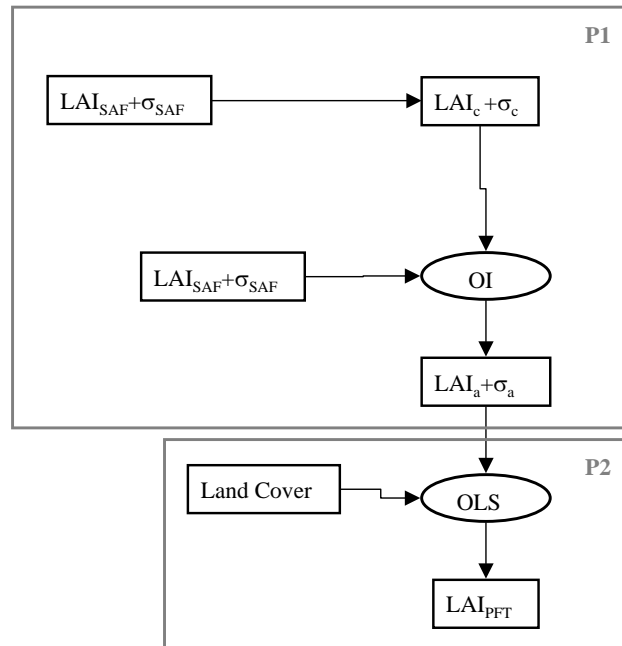 P1
LAI_SAF+σ_SAF
LAI_c+σ_c
LAI_SAF+σ_SAF
OI
LAI_a+σ_a
P2
Land Cover
OLS
LAI_PFT